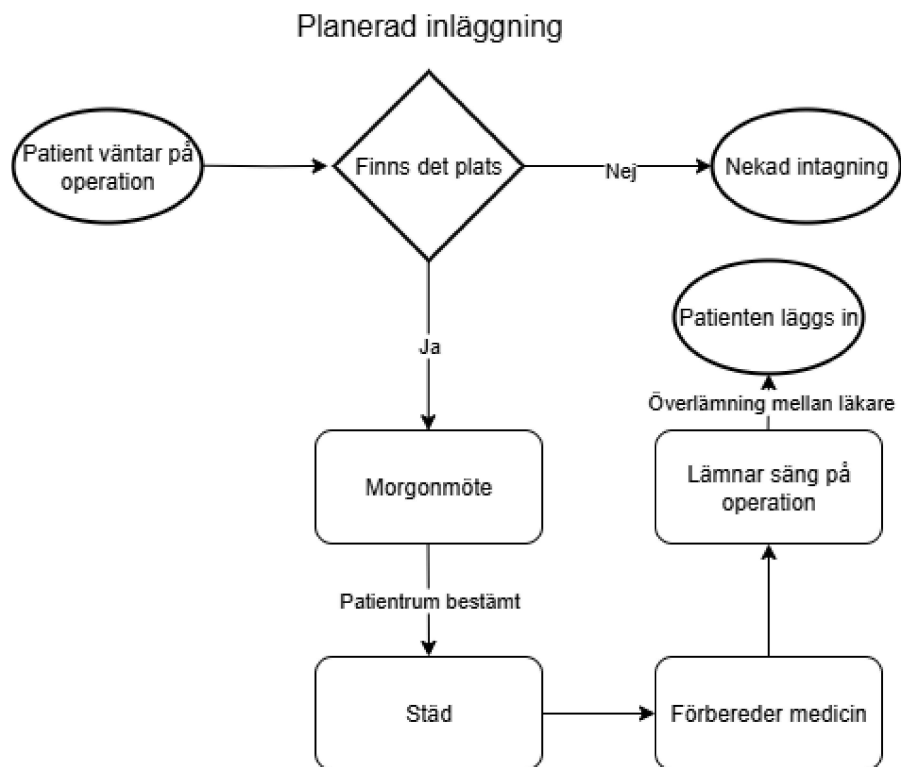 Planerad inläggning
Patient väntar på
operation
Finns det plats
Nej
Nekad intagning
Ja
Morgonmöte
Patientrum bestämt
Städ
Förbereder medicin
Lämnar säng på
operation
Överlämning mellan läkare
Patienten läggs in